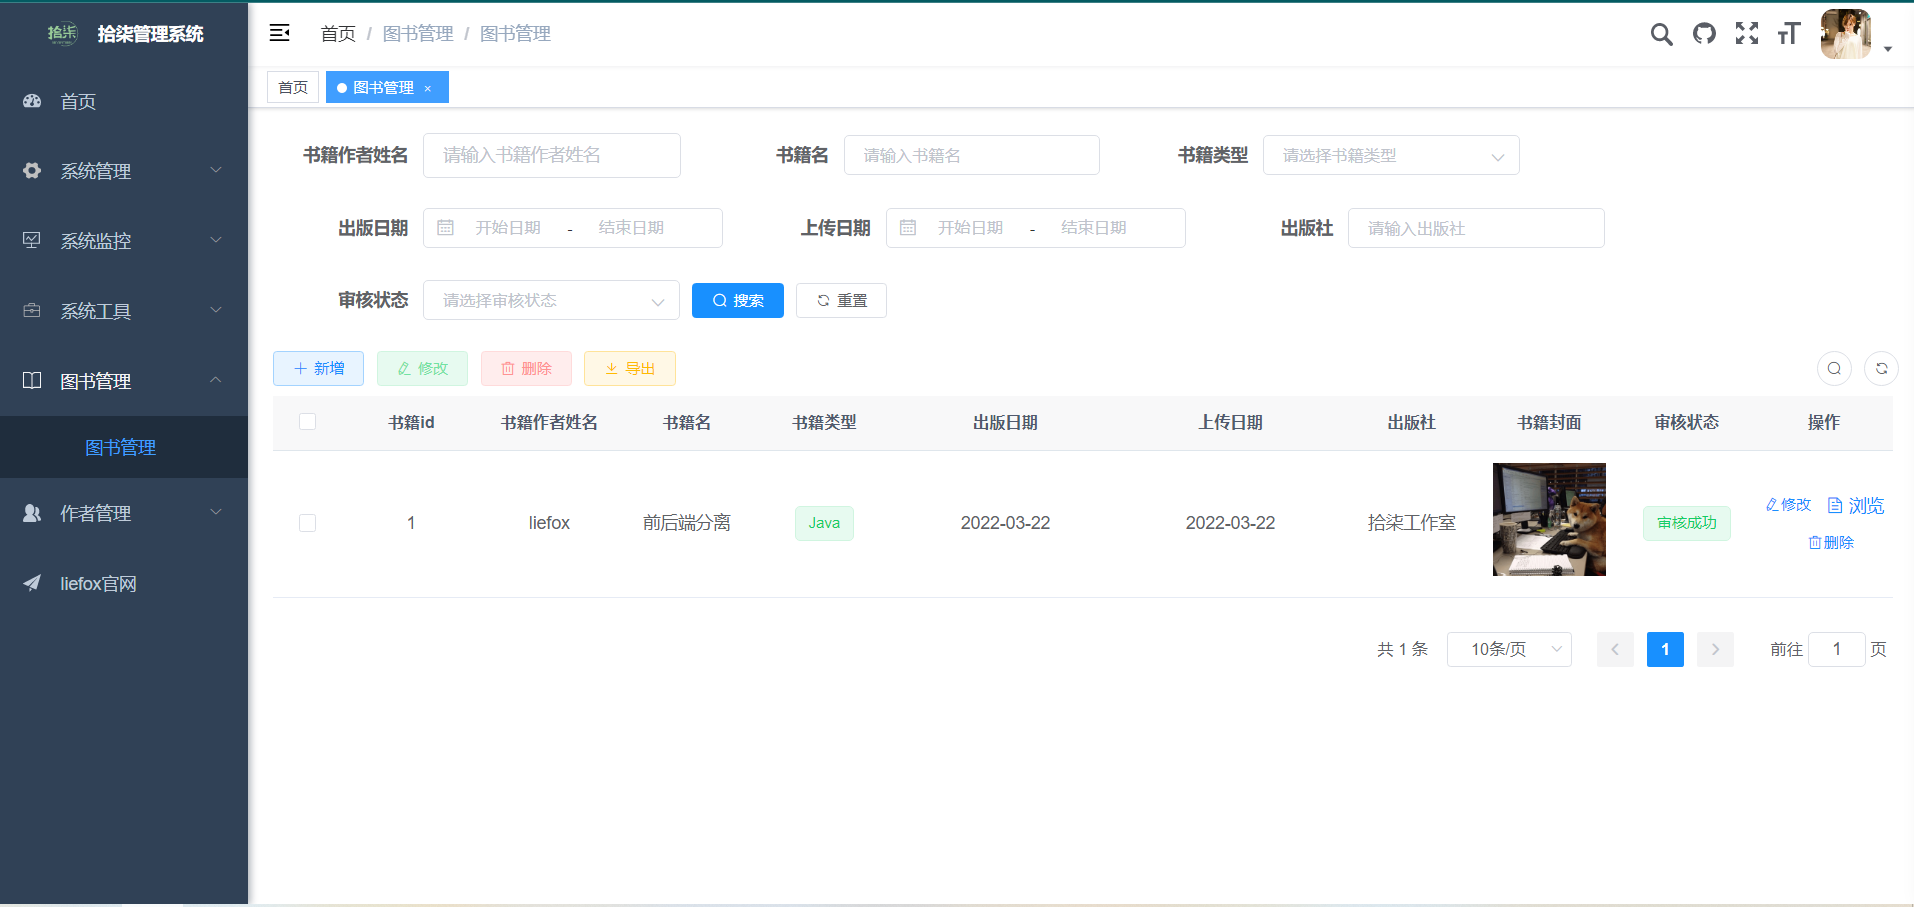 拾柒 拾柒管理系统
首页
系统管理
系统监控
系统工具
图书管理
图书管理
作者管理
liefox官网
首页 / 图书管理 / 图书管理
首页 图书管理 ×
书籍作者姓名 请输入书籍作者姓名 书籍名 请输入书籍名 书籍类型 请选择书籍类型
出版日期 开始日期 - 结束日期 上传日期 开始日期 - 结束日期 出版社 请输入出版社
审核状态 请选择审核状态 搜索 重置
新增 修改 删除 导出
书籍id 书籍作者姓名 书籍名 书籍类型 出版日期 上传日期 出版社 书籍封面 审核状态 操作
1 liefox 前后端分离 Java 2022-03-22 2022-03-22 拾柒工作室 审核成功 修改 浏览
删除
共 1 条 10条/页 1 前往 1 页